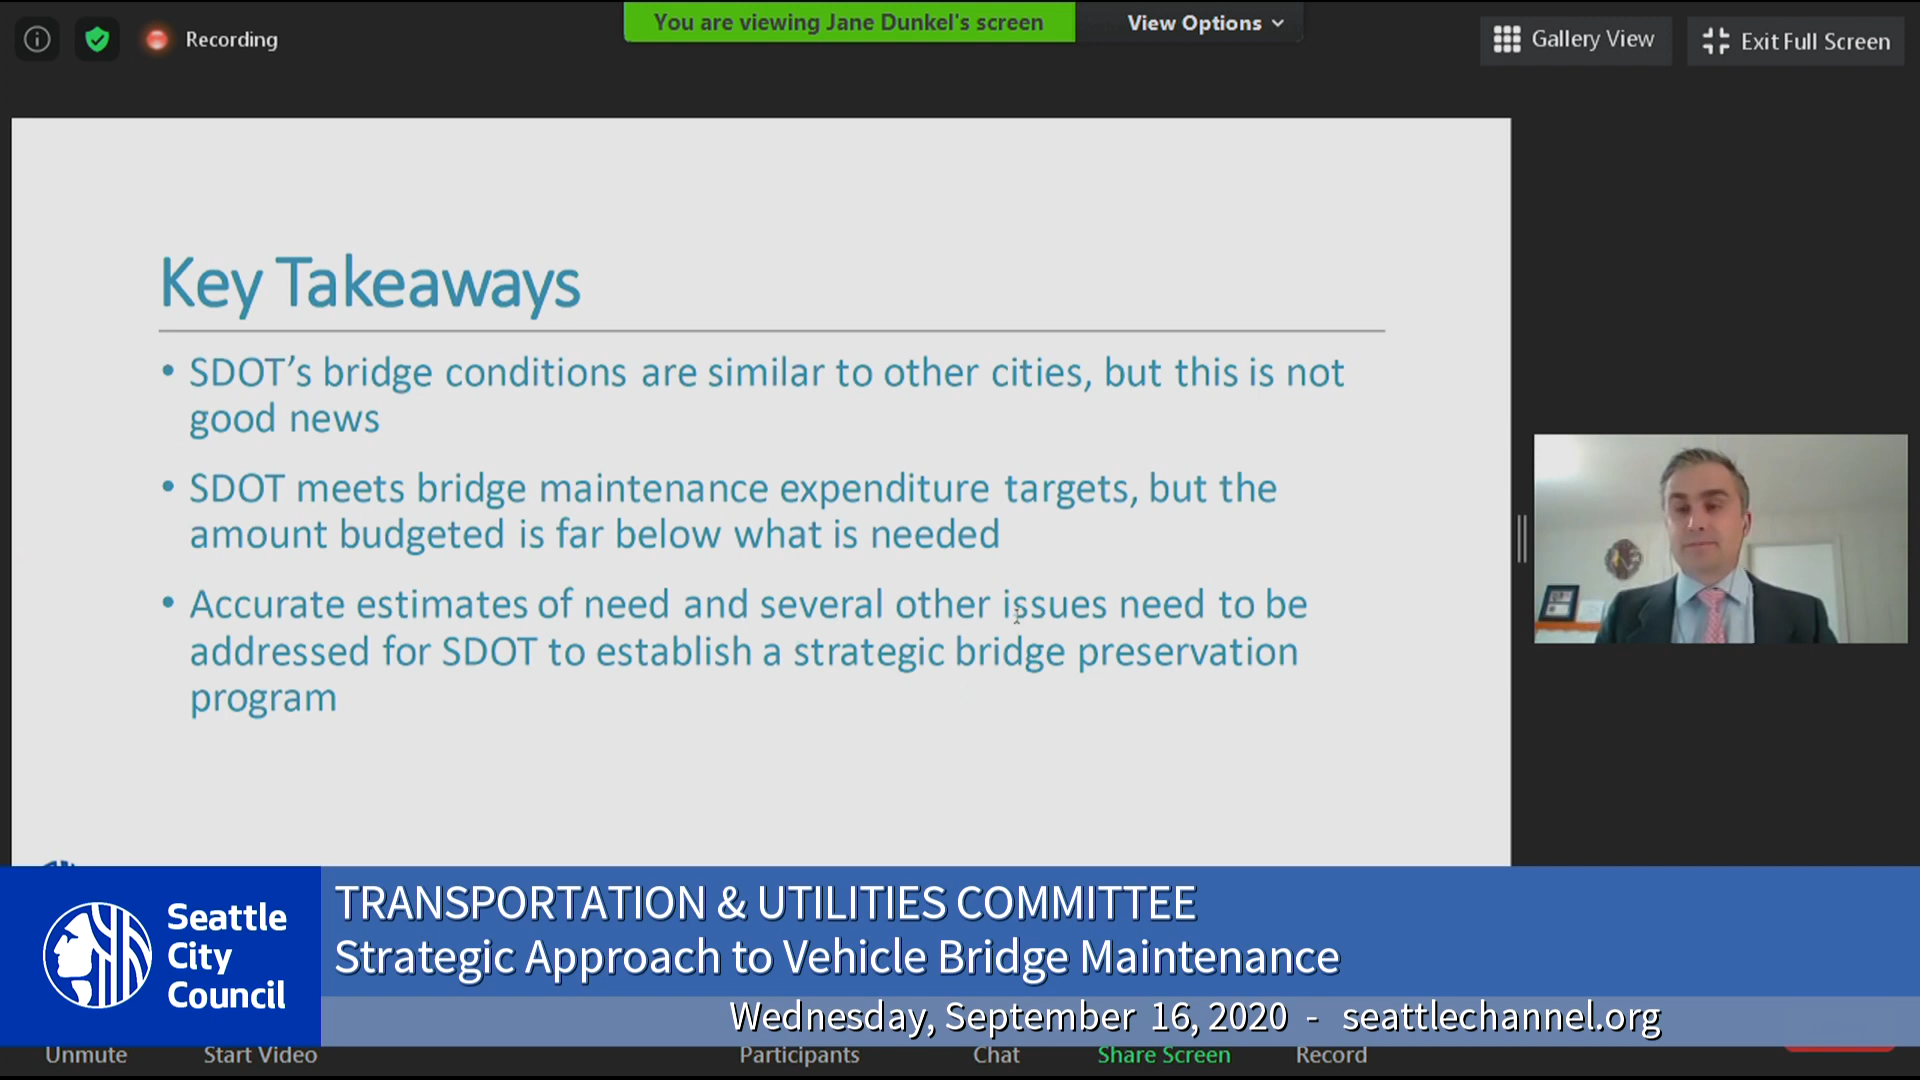 Recording
You are viewing Jane Dunkel's screen
View Options
Gallery View
Exit Full Screen
Key Takeaways
• SDOT’s bridge conditions are similar to other cities, but this is not
good news
• SDOT meets bridge maintenance expenditure targets, but the
amount budgeted is far below what is needed
• Accurate estimates of need and several other issues need to be
addressed for SDOT to establish a strategic bridge preservation
program
Seattle
City
Council
TRANSPORTATION & UTILITIES COMMITTEE
Strategic Approach to Vehicle Bridge Maintenance
Wednesday, September 16, 2020 - seattlechannel.org
Unmute
Start Video
Participants
Chat
Share Screen
Record